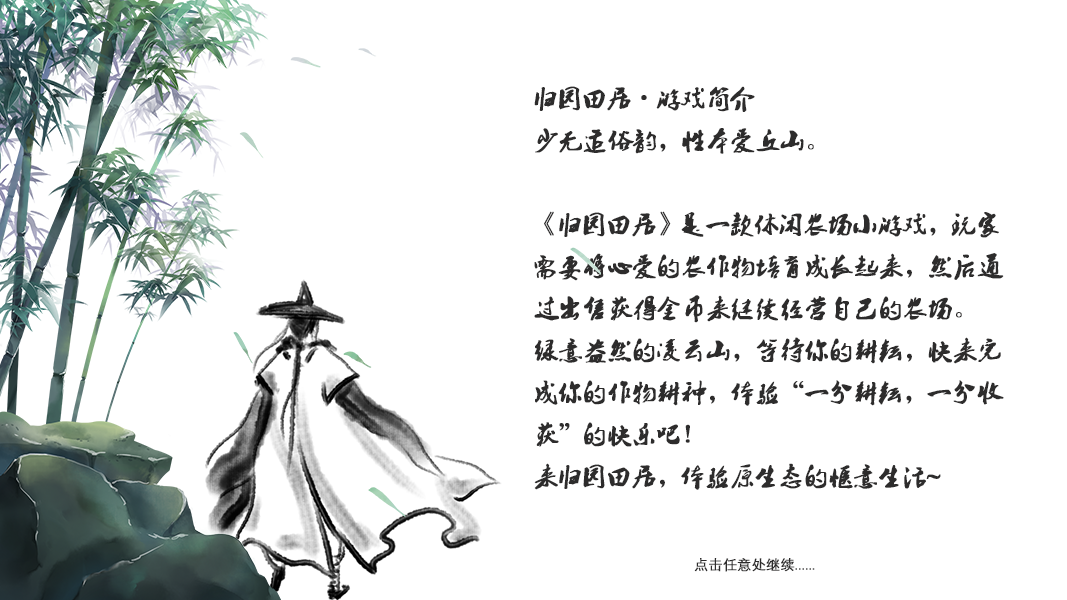 归园田居·游戏简介
少无适俗韵，性本爱丘山。
《归园田居》是一款休闲农场小游戏，玩家
需要将心爱的农作物培育成长起来，然后通
过出售获得金币来继续经营自己的农场。
绿意盎然的凌云山，等待你的耕耘，快来完
成你的作物耕种，体验“一分耕耘，一分收
获”的快乐吧！
来归园田居，体验原生态的惬意生活~
点击任意处继续......